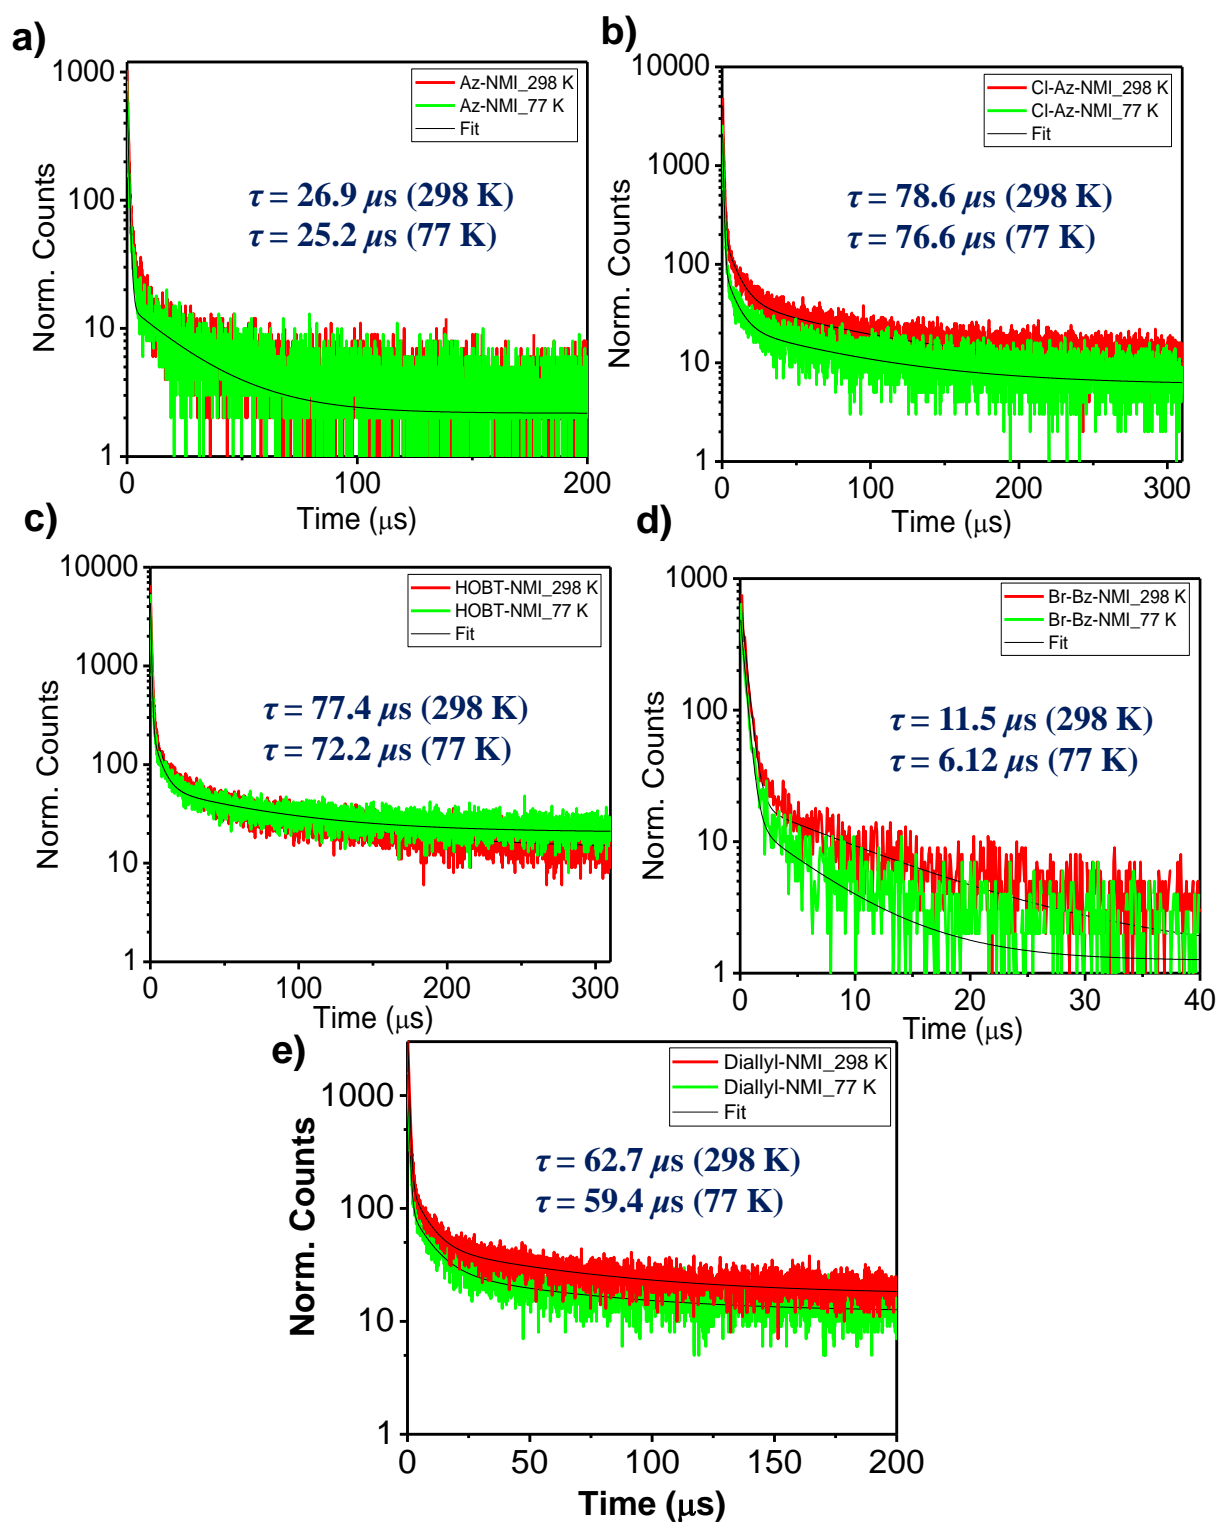 a)
1000
100
10
1
Norm. Counts
Az-NMI_298 K
Az-NMI_77 K
Fit
τ = 26.9 μs (298 K)
τ = 25.2 μs (77 K)
0 100 200
Time (μs)
b)
10000
1000
100
10
1
Norm. Counts
Cl-Az-NMI_298 K
Cl-Az-NMI_77 K
Fit
τ = 78.6 μs (298 K)
τ = 76.6 μs (77 K)
0 100 200 300
Time (μs)
c)
10000
1000
100
10
1
Norm. Counts
HOBT-NMI_298 K
HOBT-NMI_77 K
Fit
τ = 77.4 μs (298 K)
τ = 72.2 μs (77 K)
0 100 200 300
Time (μs)
d)
1000
100
10
1
Norm. Counts
Br-Bz-NMI_298 K
Br-Bz-NMI_77 K
Fit
τ = 11.5 μs (298 K)
τ = 6.12 μs (77 K)
0 10 20 30 40
Time (μs)
e)
1000
100
10
1
Norm. Counts
Diallyl-NMI_298 K
Diallyl-NMI_77 K
Fit
τ = 62.7 μs (298 K)
τ = 59.4 μs (77 K)
0 50 100 150 200
Time (μs)